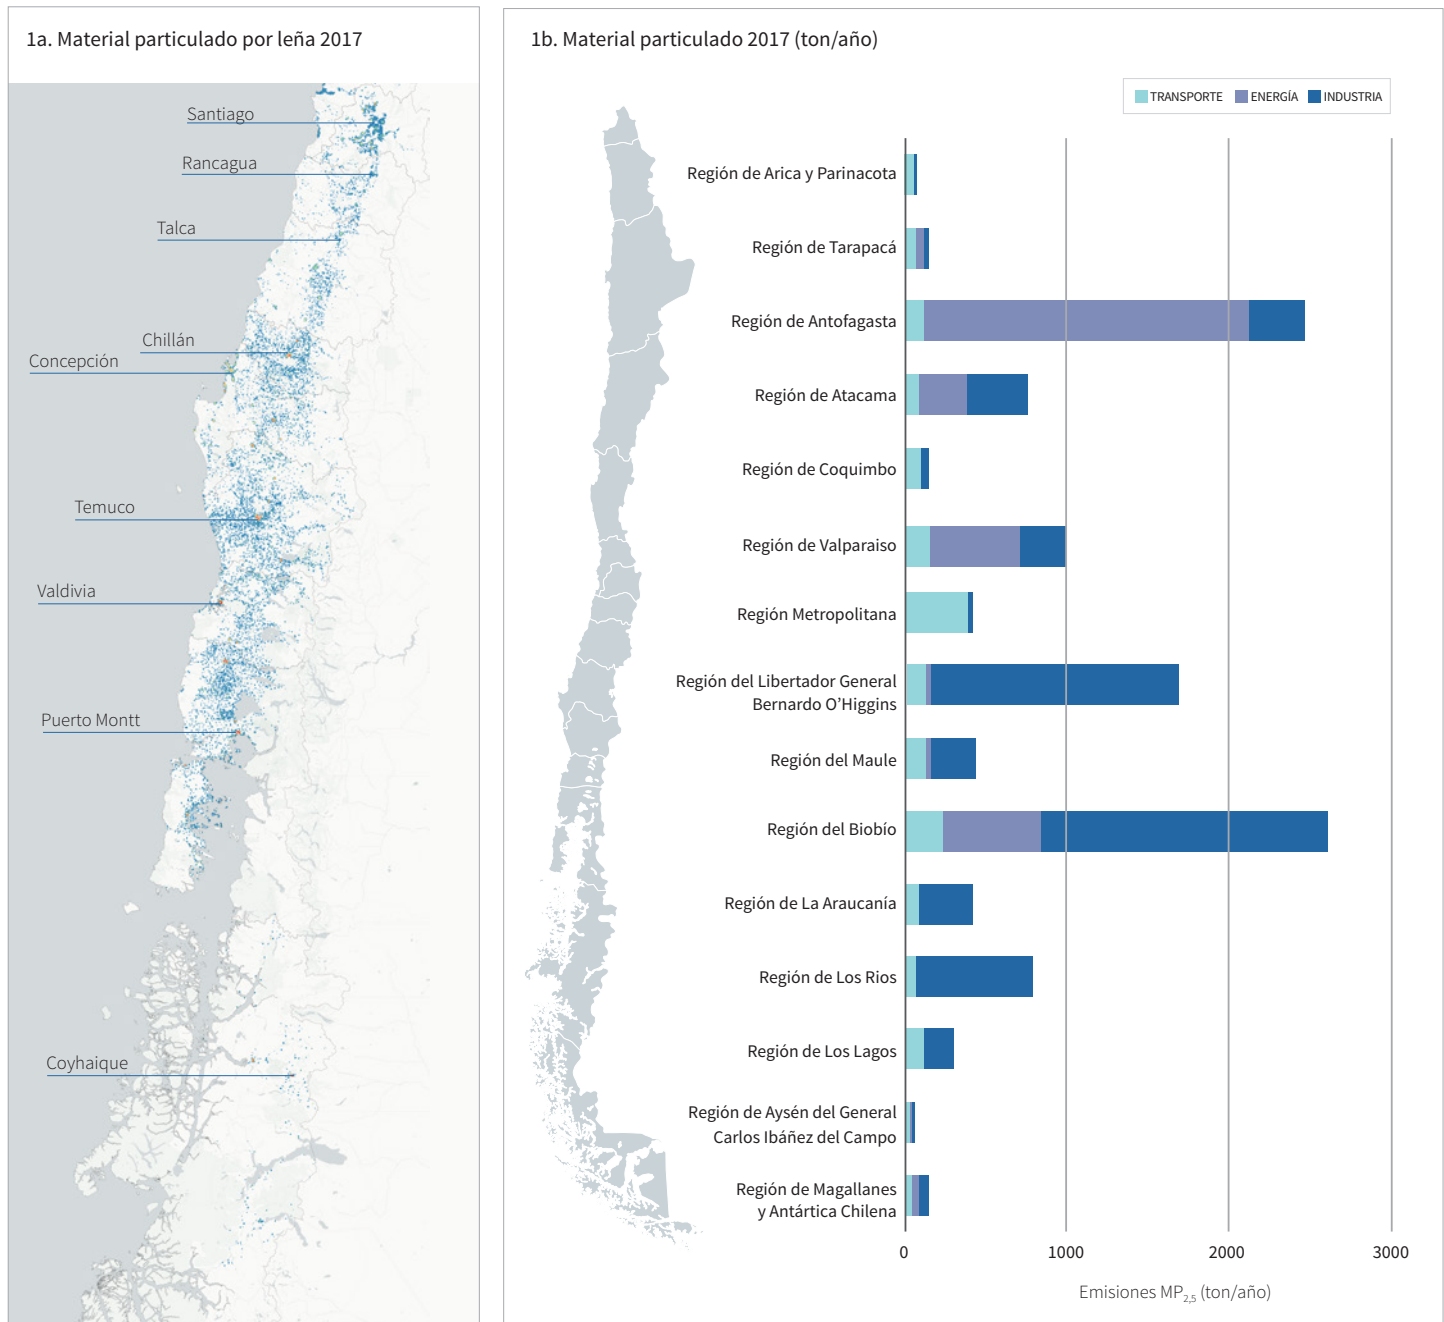 1a. Material particulado por leña 2017
Santiago
Rancagua
Talca
Chillán
Concepción
Temuco
Valdivia
Puerto Montt
Coyhaique
1b. Material particulado 2017 (ton/año)
TRANSPORTE ENERGÍA INDUSTRIA
Región de Arica y Parinacota
Región de Tarapacá
Región de Antofagasta
Región de Atacama
Región de Coquimbo
Región de Valparaiso
Región Metropolitana
Región del Libertador General
Bernardo O'Higgins
Región del Maule
Región del Biobío
Región de La Araucanía
Región de Los Rios
Región de Los Lagos
Región de Aysén del General
Carlos Ibáñez del Campo
Región de Magallanes
y Antártica Chilena
0 1000 2000 3000
Emisiones MP2,5 (ton/año)